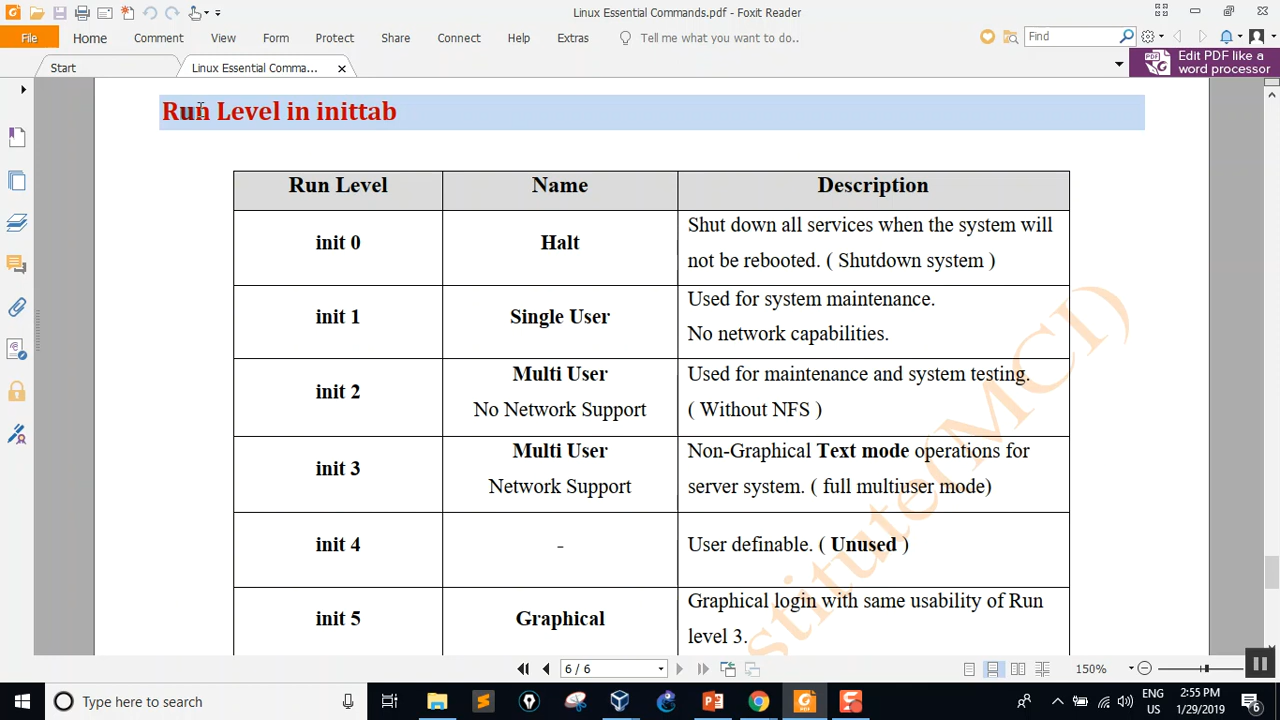 Linux Essential Commands.pdf - Foxit Reader
File Home Comment View Form Protect Share Connect Help Extras Tell me what you want to do.. Find
Start Linux Essential Comma... Edit PDF like a
word processor
Run Level in inittab
Run Level Name Description
init 0 Halt Shut down all services when the system will
not be rebooted. ( Shutdown system )
init 1 Single User Used for system maintenance.
No network capabilities.
init 2 Multi User Used for maintenance and system testing.
No Network Support ( Without NFS )
init 3 Multi User Non-Graphical Text mode operations for
Network Support server system. ( full multiuser mode)
init 4 - User definable. ( Unused )
init 5 Graphical Graphical login with same usability of Run
level 3.
stitute(MCI)
6 / 6 150%
Type here to search ENG 2:55 PM
US 1/29/2019 6